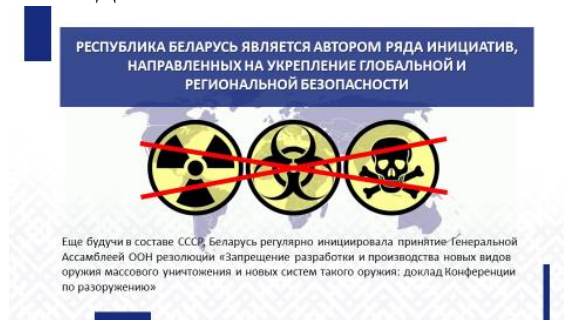 РЕСПУБЛИКА БЕЛАРУСЬ ЯВЛЯЕТСЯ АВТОРОМ РЯДА ИНИЦИАТИВ,
НАПРАВЛЕННЫХ НА УКРЕПЛЕНИЕ ГЛОБАЛЬНОЙ И
РЕГИОНАЛЬНОЙ БЕЗОПАСНОСТИ
Еще будучи в составе СССР, Беларусь регулярно инициировала принятие Генеральной
Ассамблеей ООН резолюции «Запрещение разработки и производства новых видов
оружия массового уничтожения и новых систем такого оружия: доклад Конференции
по разоружению»